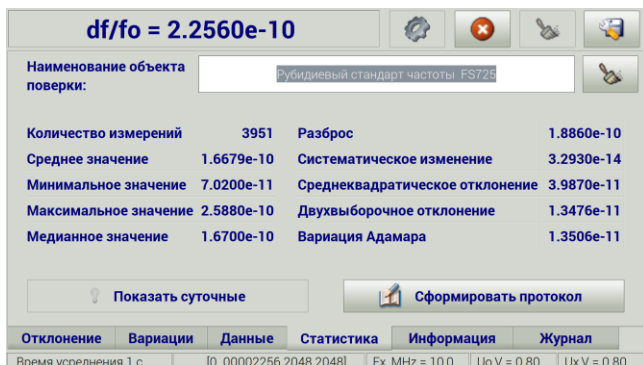 df/fo = 2.2560e-10
Наименование объекта
поверки:
Рубидиевый стандарт частоты FS725
Количество измерений 3951 Разброс 1.8860e-10
Среднее значение 1.6679e-10 Систематическое изменение 3.2930e-14
Минимальное значение 7.0200e-11 Среднеквадратическое отклонение 3.9870e-11
Максимальное значение 2.5880e-10 Двухвыборочное отклонение 1.3476e-11
Медианное значение 1.6700e-10 Вариация Адамара 1.3506e-11
Показать суточные Сформировать протокол
Отклонение Вариации Данные Статистика Информация Журнал
Время усреднения 1 с [0. 00002256 2048 2048] Fx, MHz = 10.0 Uo,V = 0.80 Ux,V = 0.80